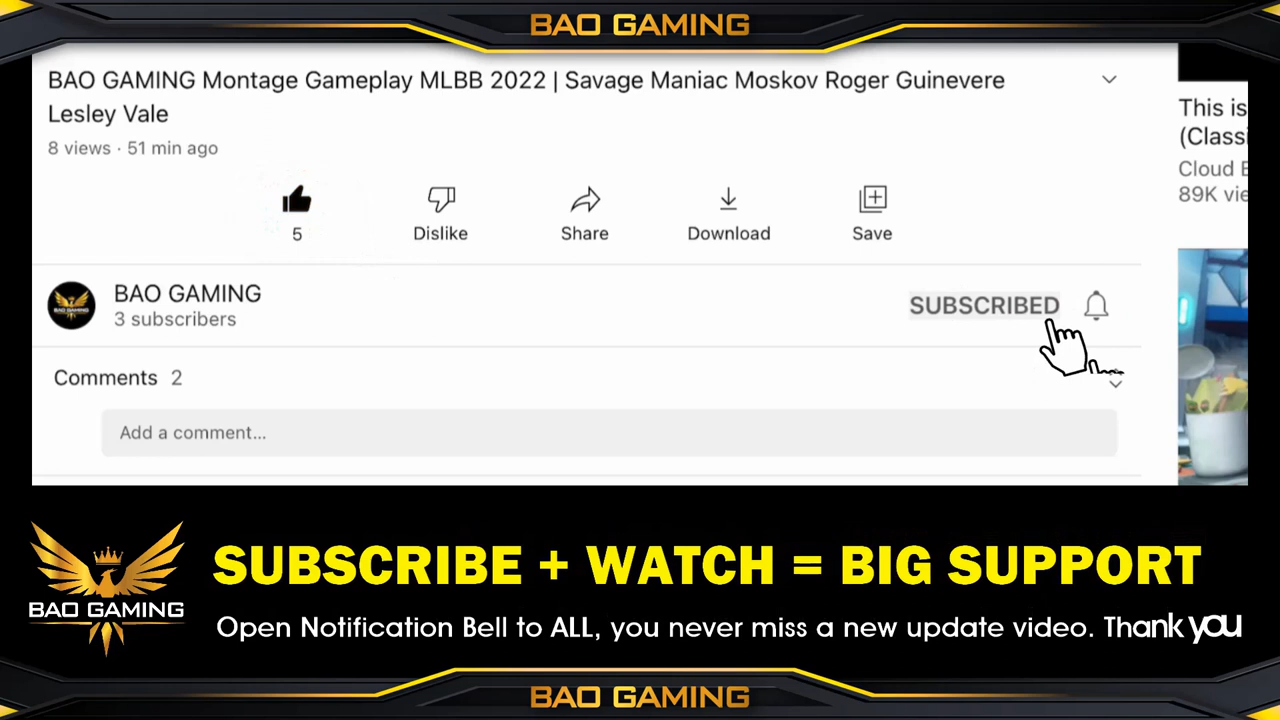 BAO GAMING
BAO GAMING Montage Gameplay MLBB 2022 | Savage Maniac Moskov Roger Guinevere
Lesley Vale
8 views · 51 min ago
5
Dislike
Share
Download
Save
BAO GAMING
3 subscribers
SUBSCRIBED
Comments 2
Add a comment...
This is
(Classi
Cloud
89K
BAO GAMING
BAO GAMING
SUBSCRIBE + WATCH = BIG SUPPORT
Open Notification Bell to ALL, you never miss a new update video. Thank you
BAO GAMING